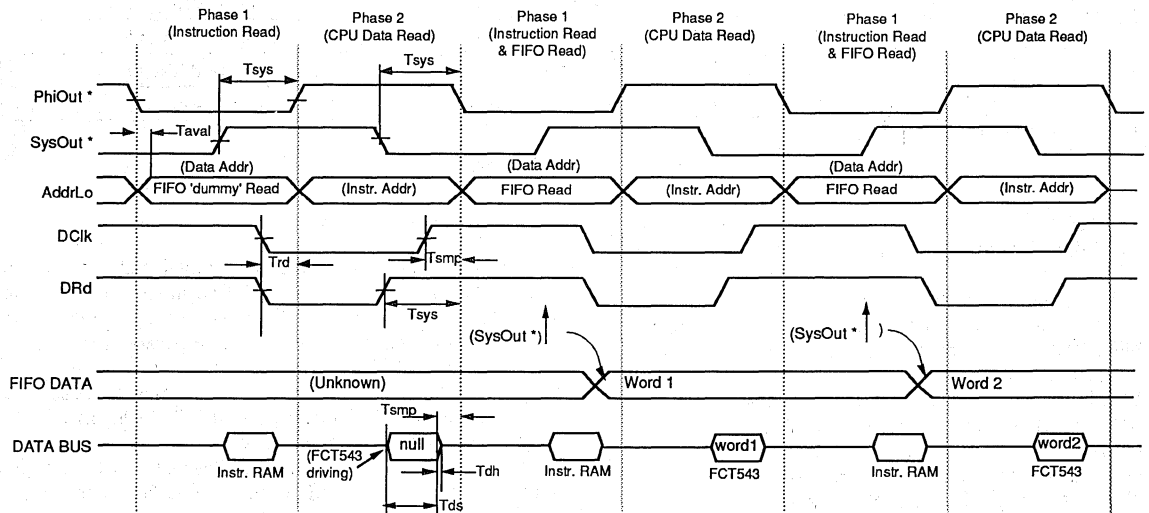 Phase 1
(Instruction Read)
Phase 2
(CPU Data Read)
Phase 1
(Instruction Read
& FIFO Read)
Phase 2
(CPU Data Read)
Phase 1
(Instruction Read
& FIFO Read)
Phase 2
(CPU Data Read)
Tsys
Tsys
PhiOut *
Taval
SysOut *
(Data Addr)
(Data Addr)
(Data Addr)
AddrLo
FIFO 'dummy' Read
(Instr. Addr)
FIFO Read
(Instr. Addr)
FIFO Read
(Instr. Addr)
DClk
Trd
Tsmp
DRd
Tsys
(SysOut *)
(SysOut * )
FIFO DATA
(Unknown)
Word 1
Word 2
Tsmp
DATA BUS
null
word1
word2
Instr. RAM
(FCT543
driving)
Tdh
Instr. RAM
FCT543
Instr. RAM
FCT543
Tds